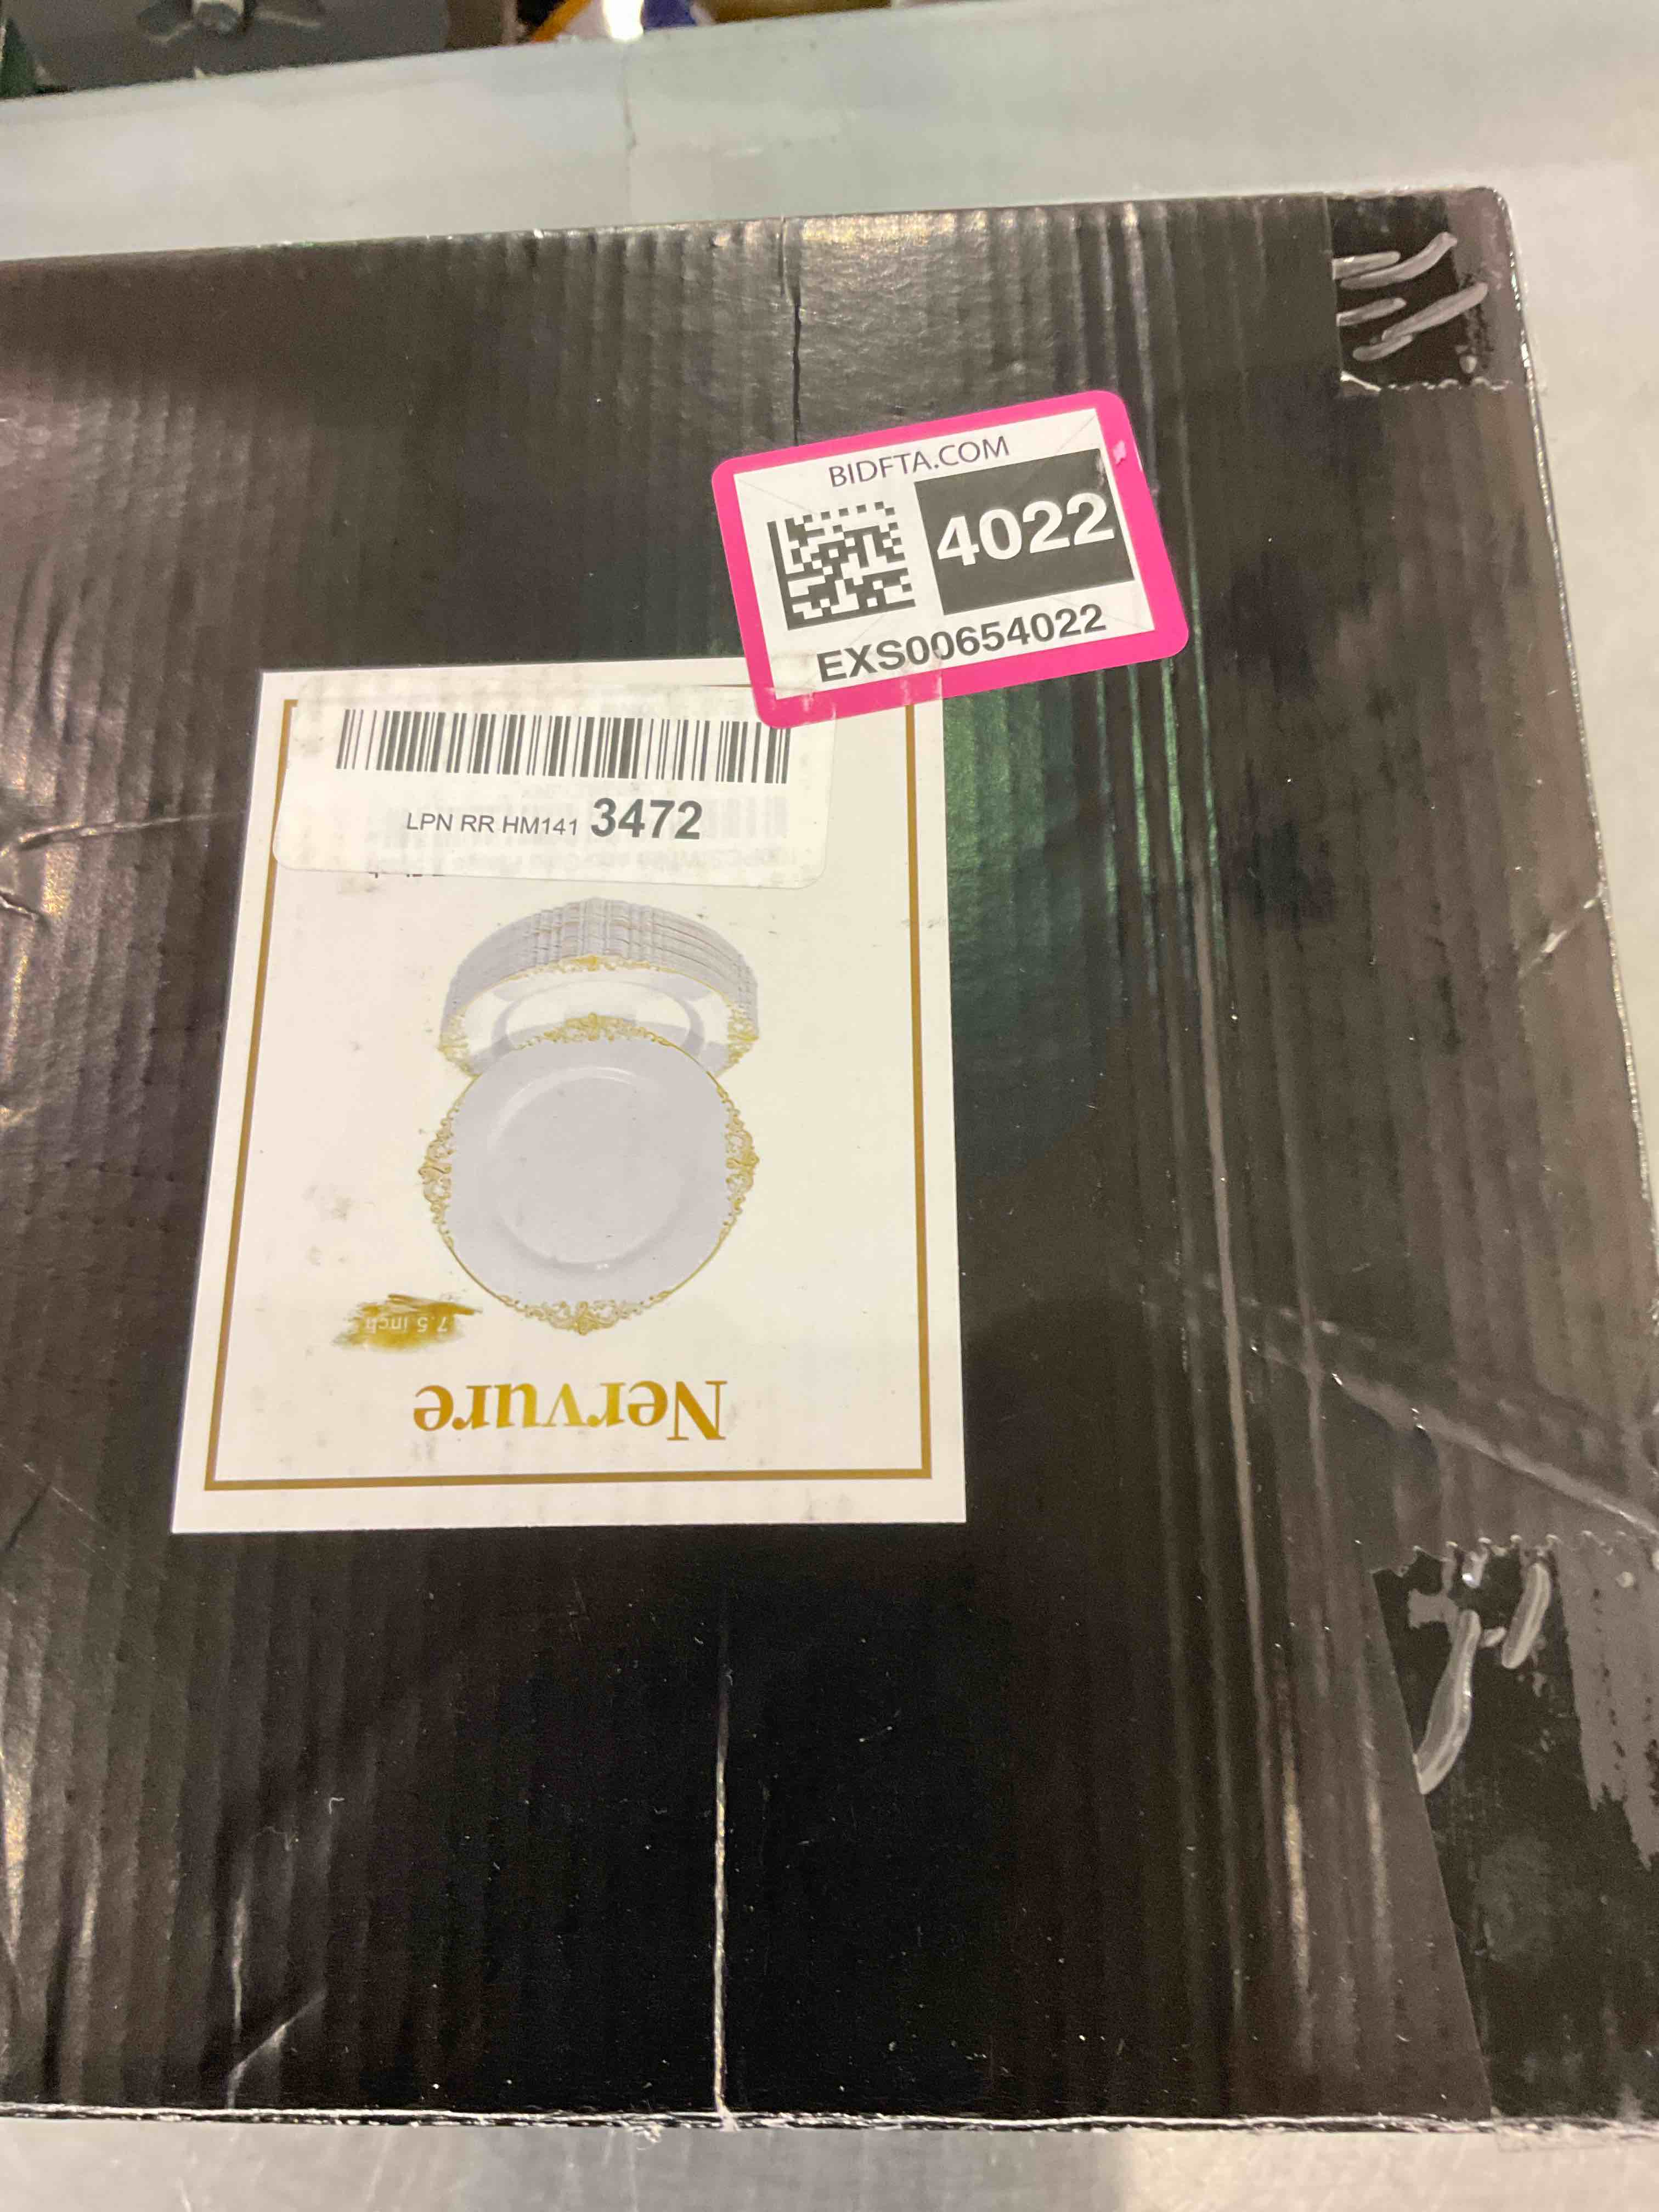 BIDFTA.COM
4022
EXS00654022
LPN RR HM141 3472
7.5 inch
Nervure